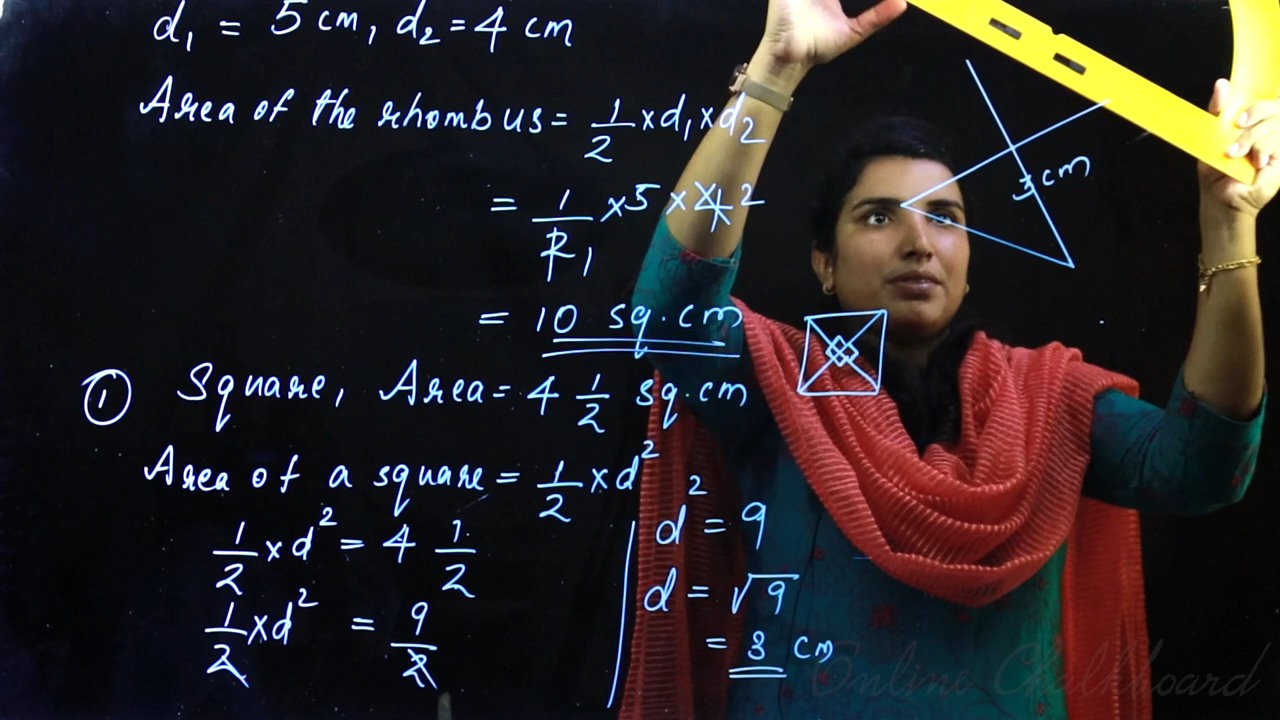 d₁ = 5 cm, d₂ = 4 cm
Area of the rhombus = 1/2 × d₁ × d₂
= 1/2 1 × 5 × 4 2
= 10 sq.cm
① Square, Area = 4 1/2 sq.cm
Area of a square = 1/2 × d²
1/2 × d² = 4 1/2
1/2 × d² = 9/2
d² = 9
d = √9
= 3 cm
3 cm
Online Chalkboard